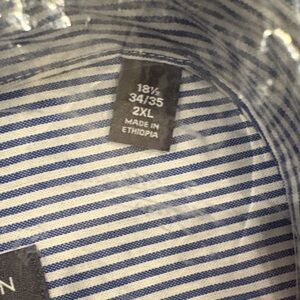 18½
34/35
2XL
MADE IN
ETHIOPIA
N